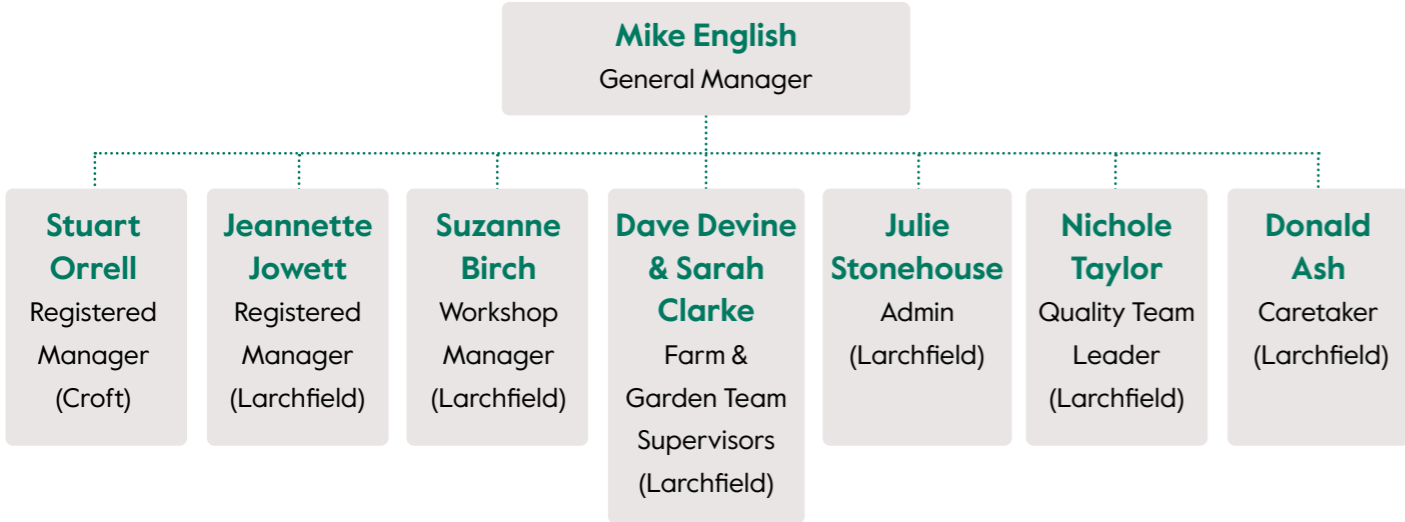 Mike English
General Manager
Stuart
Orrell
Registered
Manager
(Croft)
Jeannette
Jowett
Registered
Manager
(Larchfield)
Suzanne
Birch
Workshop
Manager
(Larchfield)
Dave Devine
& Sarah
Clarke
Farm &
Garden Team
Supervisors
(Larchfield)
Julie
Stonehouse
Admin
(Larchfield)
Nichole
Taylor
Quality Team
Leader
(Larchfield)
Donald
Ash
Caretaker
(Larchfield)